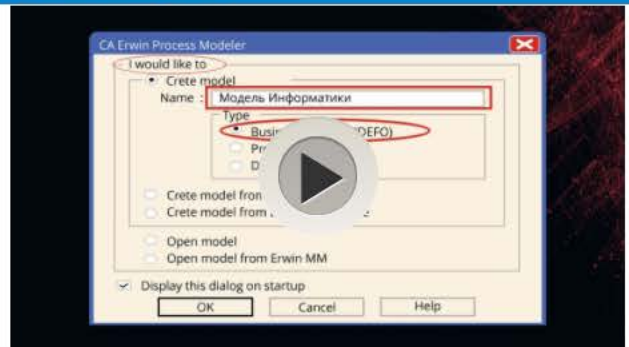 CA Erwin Process Modeler
I would like to
Crete model
Name : Модель Информатики
Type
DEFO)
Crete model
Crete model from
Open model
Open model from Erwin MM
Display this dialog on startup
OK Cancel Help